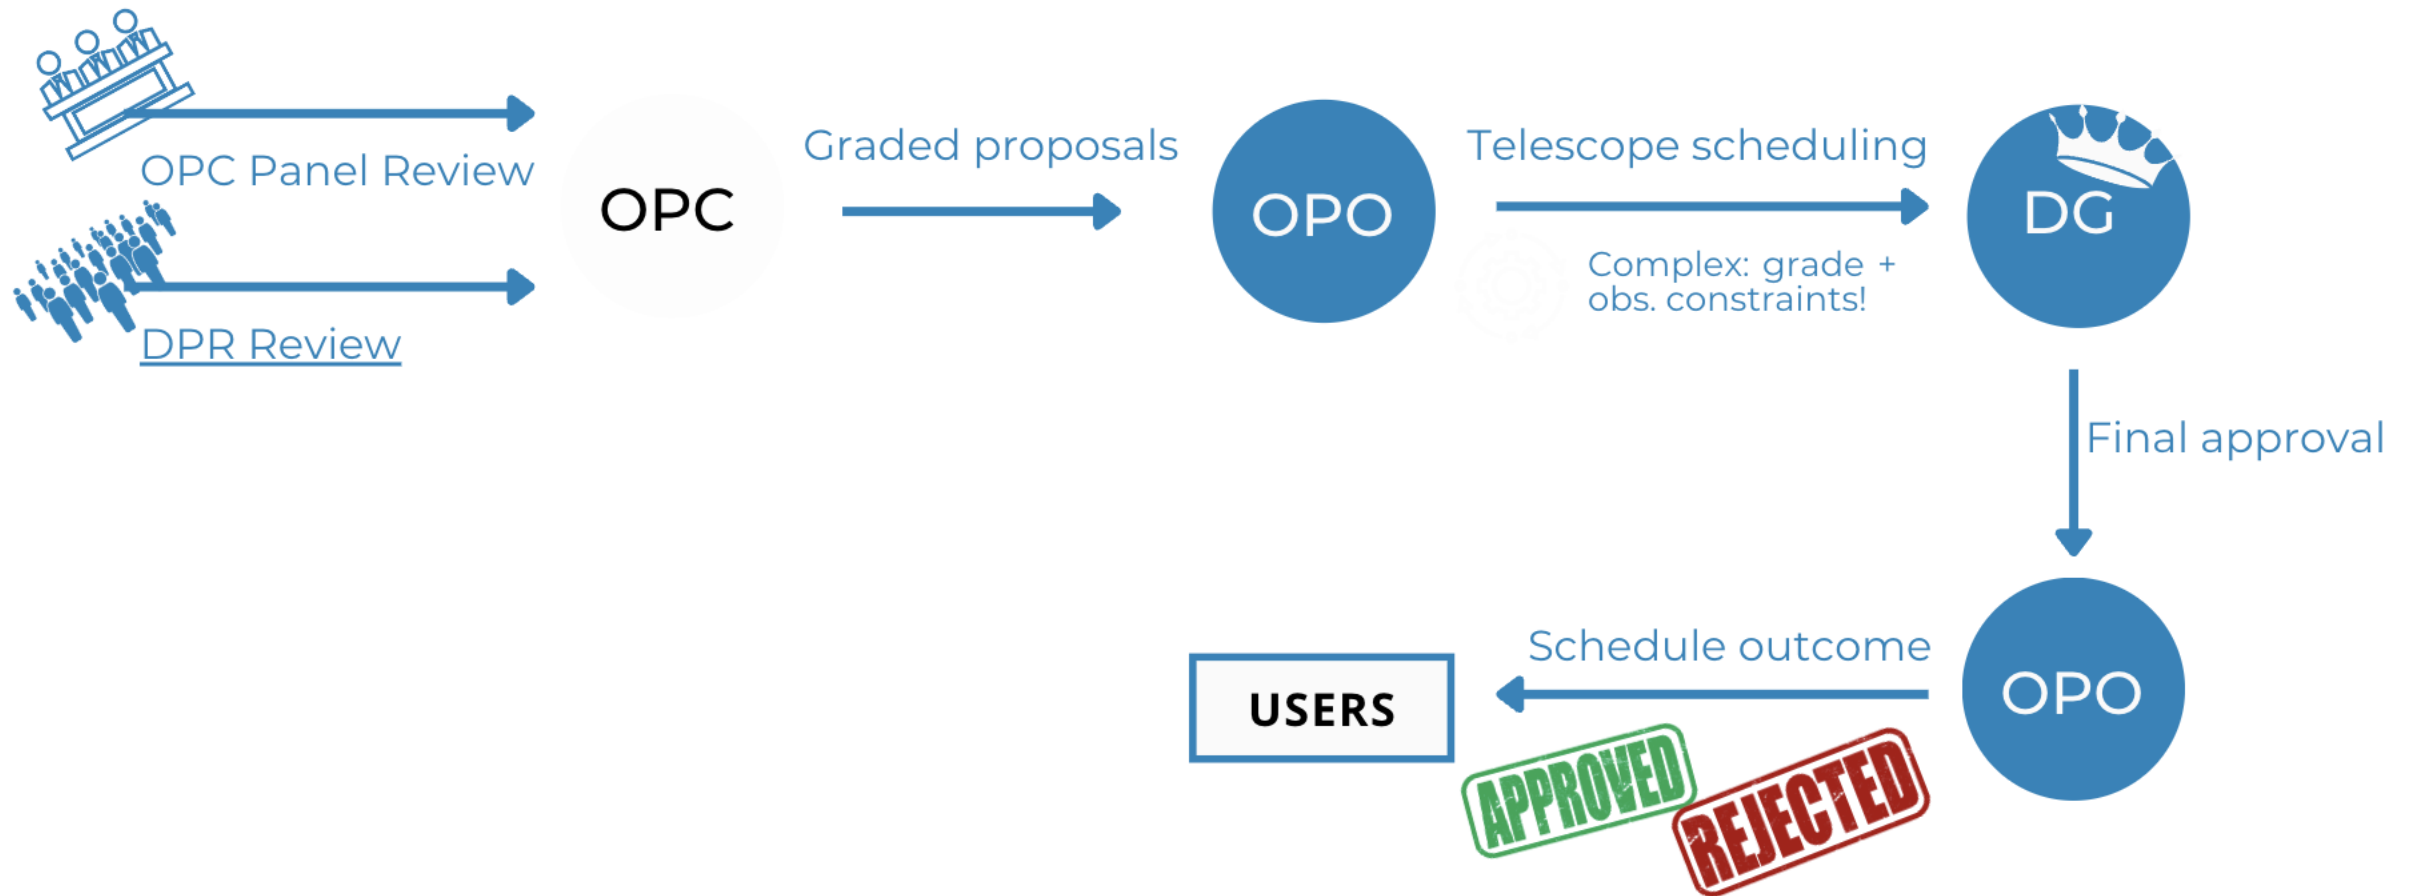 OPC Panel Review
DPR Review
OPC
Graded proposals
OPO
Telescope scheduling
Complex: grade +
obs. constraints!
DG
Final approval
OPO
Schedule outcome
USERS
APPROVED
REJECTED